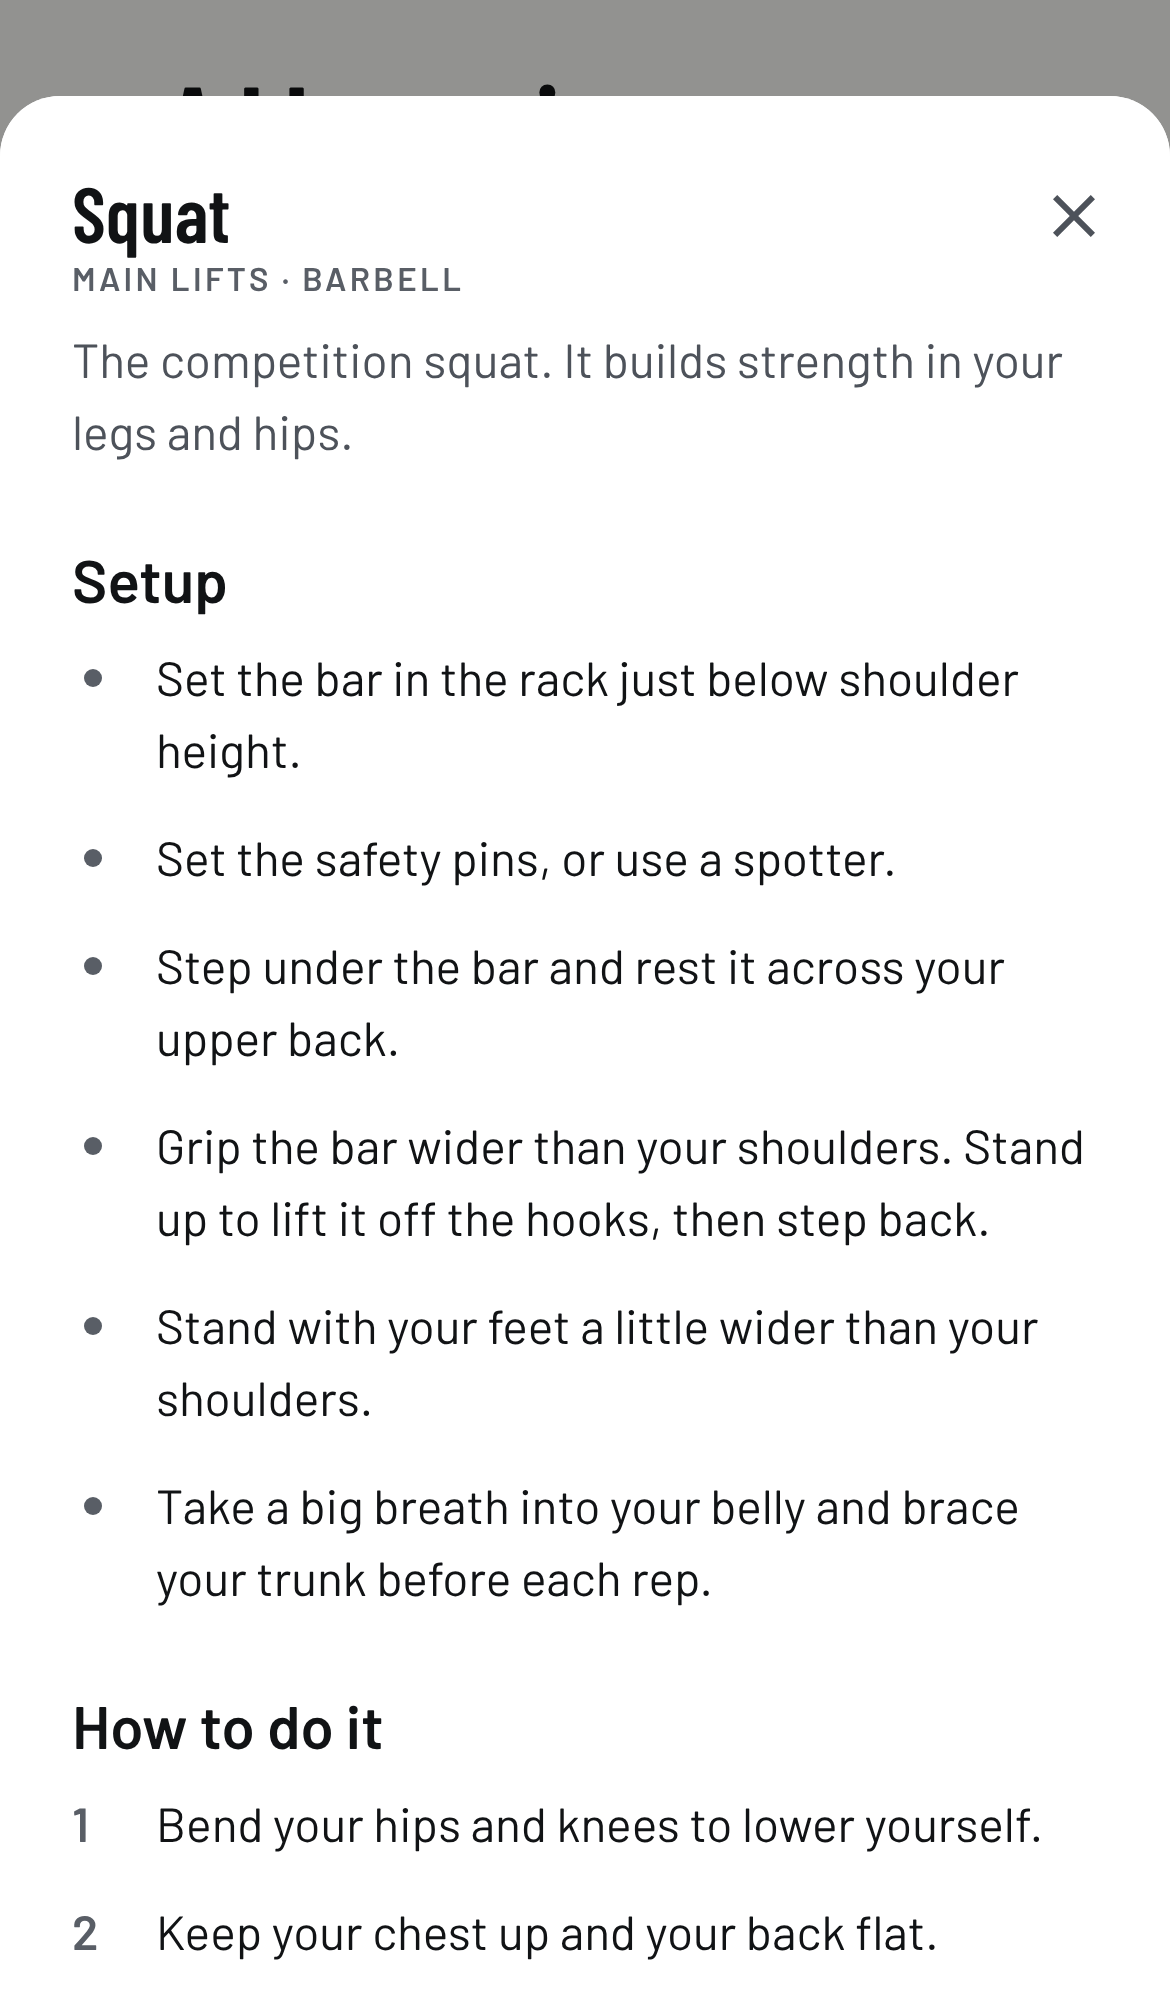 Squat
MAIN LIFTS · BARBELL
The competition squat. It builds strength in your
legs and hips.
Setup
Set the bar in the rack just below shoulder
height.
Set the safety pins, or use a spotter.
Step under the bar and rest it across your
upper back.
Grip the bar wider than your shoulders. Stand
up to lift it off the hooks, then step back.
Stand with your feet a little wider than your
shoulders.
Take a big breath into your belly and brace
your trunk before each rep.
How to do it
1 Bend your hips and knees to lower yourself.
2 Keep your chest up and your back flat.